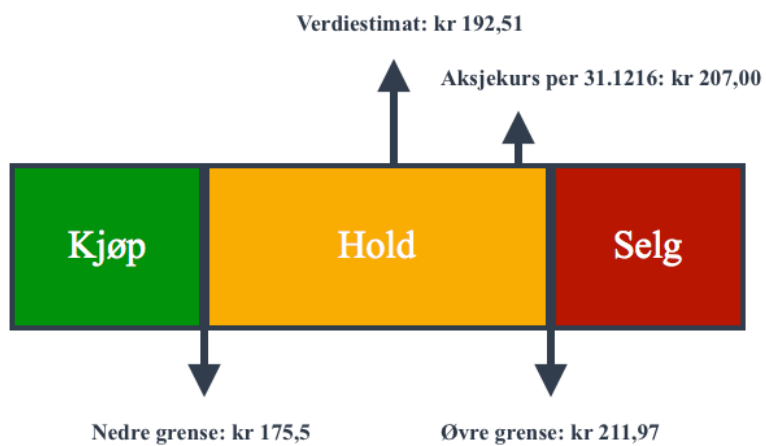 Verdiestimat: kr 192,51
Aksjekurs per 31.1216: kr 207,00
Kjøp
Hold
Selg
Nedre grense: kr 175,5
Øvre grense: kr 211,97